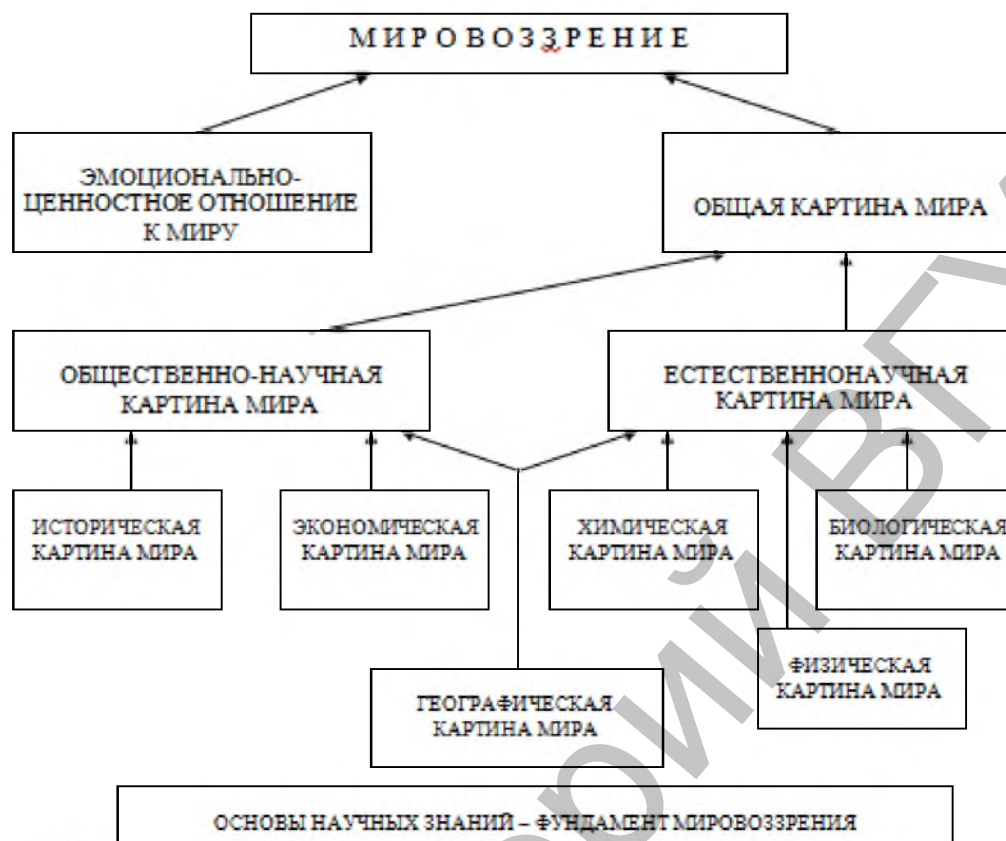 М И Р О В О З З Р Е Н И Е
ЭМОЦИОНАЛЬНО-
ЦЕННОСТНОЕ ОТНОШЕНИЕ
К МИРУ
ОБЩАЯ КАРТИНА МИРА
ОБЩЕСТВЕННО-НАУЧНАЯ
КАРТИНА МИРА
ЕСТЕСТВЕННОНАУЧНАЯ
КАРТИНА МИРА
ИСТОРИЧЕСКАЯ
КАРТИНА МИРА
ЭКОНОМИЧЕСКАЯ
КАРТИНА МИРА
ХИМИЧЕСКАЯ
КАРТИНА МИРА
БИОЛОГИЧЕСКАЯ
КАРТИНА МИРА
ФИЗИЧЕСКАЯ
КАРТИНА МИРА
ГЕОГРАФИЧЕСКАЯ
КАРТИНА МИРА
ОСНОВЫ НАУЧНЫХ ЗНАНИЙ – ФУНДАМЕНТ МИРОВОЗЗРЕНИЯ